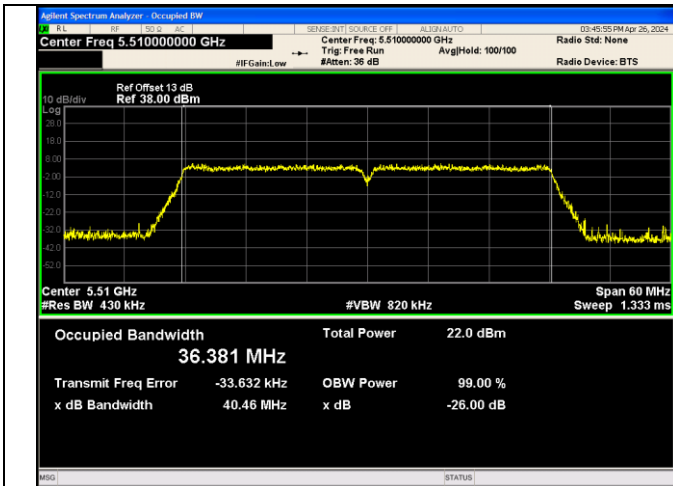 Agilent Spectrum Analyzer - Occupied BW
RL RF 50 Ω AC SENSE:INT SOURCE OFF ALIGN AUTO 03:45:55 PM Apr 26, 2024
Center Freq 5.510000000 GHz
Center Freq: 5.510000000 GHz
Radio Std: None
Trig: Free Run Avg|Hold: 100/100
#IFGain:Low #Atten: 36 dB Radio Device: BTS
Ref Offset 13 dB
10 dB/div Ref 38.00 dBm
Log
28.0
18.0
8.00
-2.00
-12.0
-22.0
-32.0
-42.0
-52.0
Center 5.51 GHz Span 60 MHz
#Res BW 430 kHz #VBW 820 kHz Sweep 1.333 ms
Occupied Bandwidth Total Power 22.0 dBm
36.381 MHz
Transmit Freq Error -33.632 kHz OBW Power 99.00 %
x dB Bandwidth 40.46 MHz x dB -26.00 dB
MSG STATUS